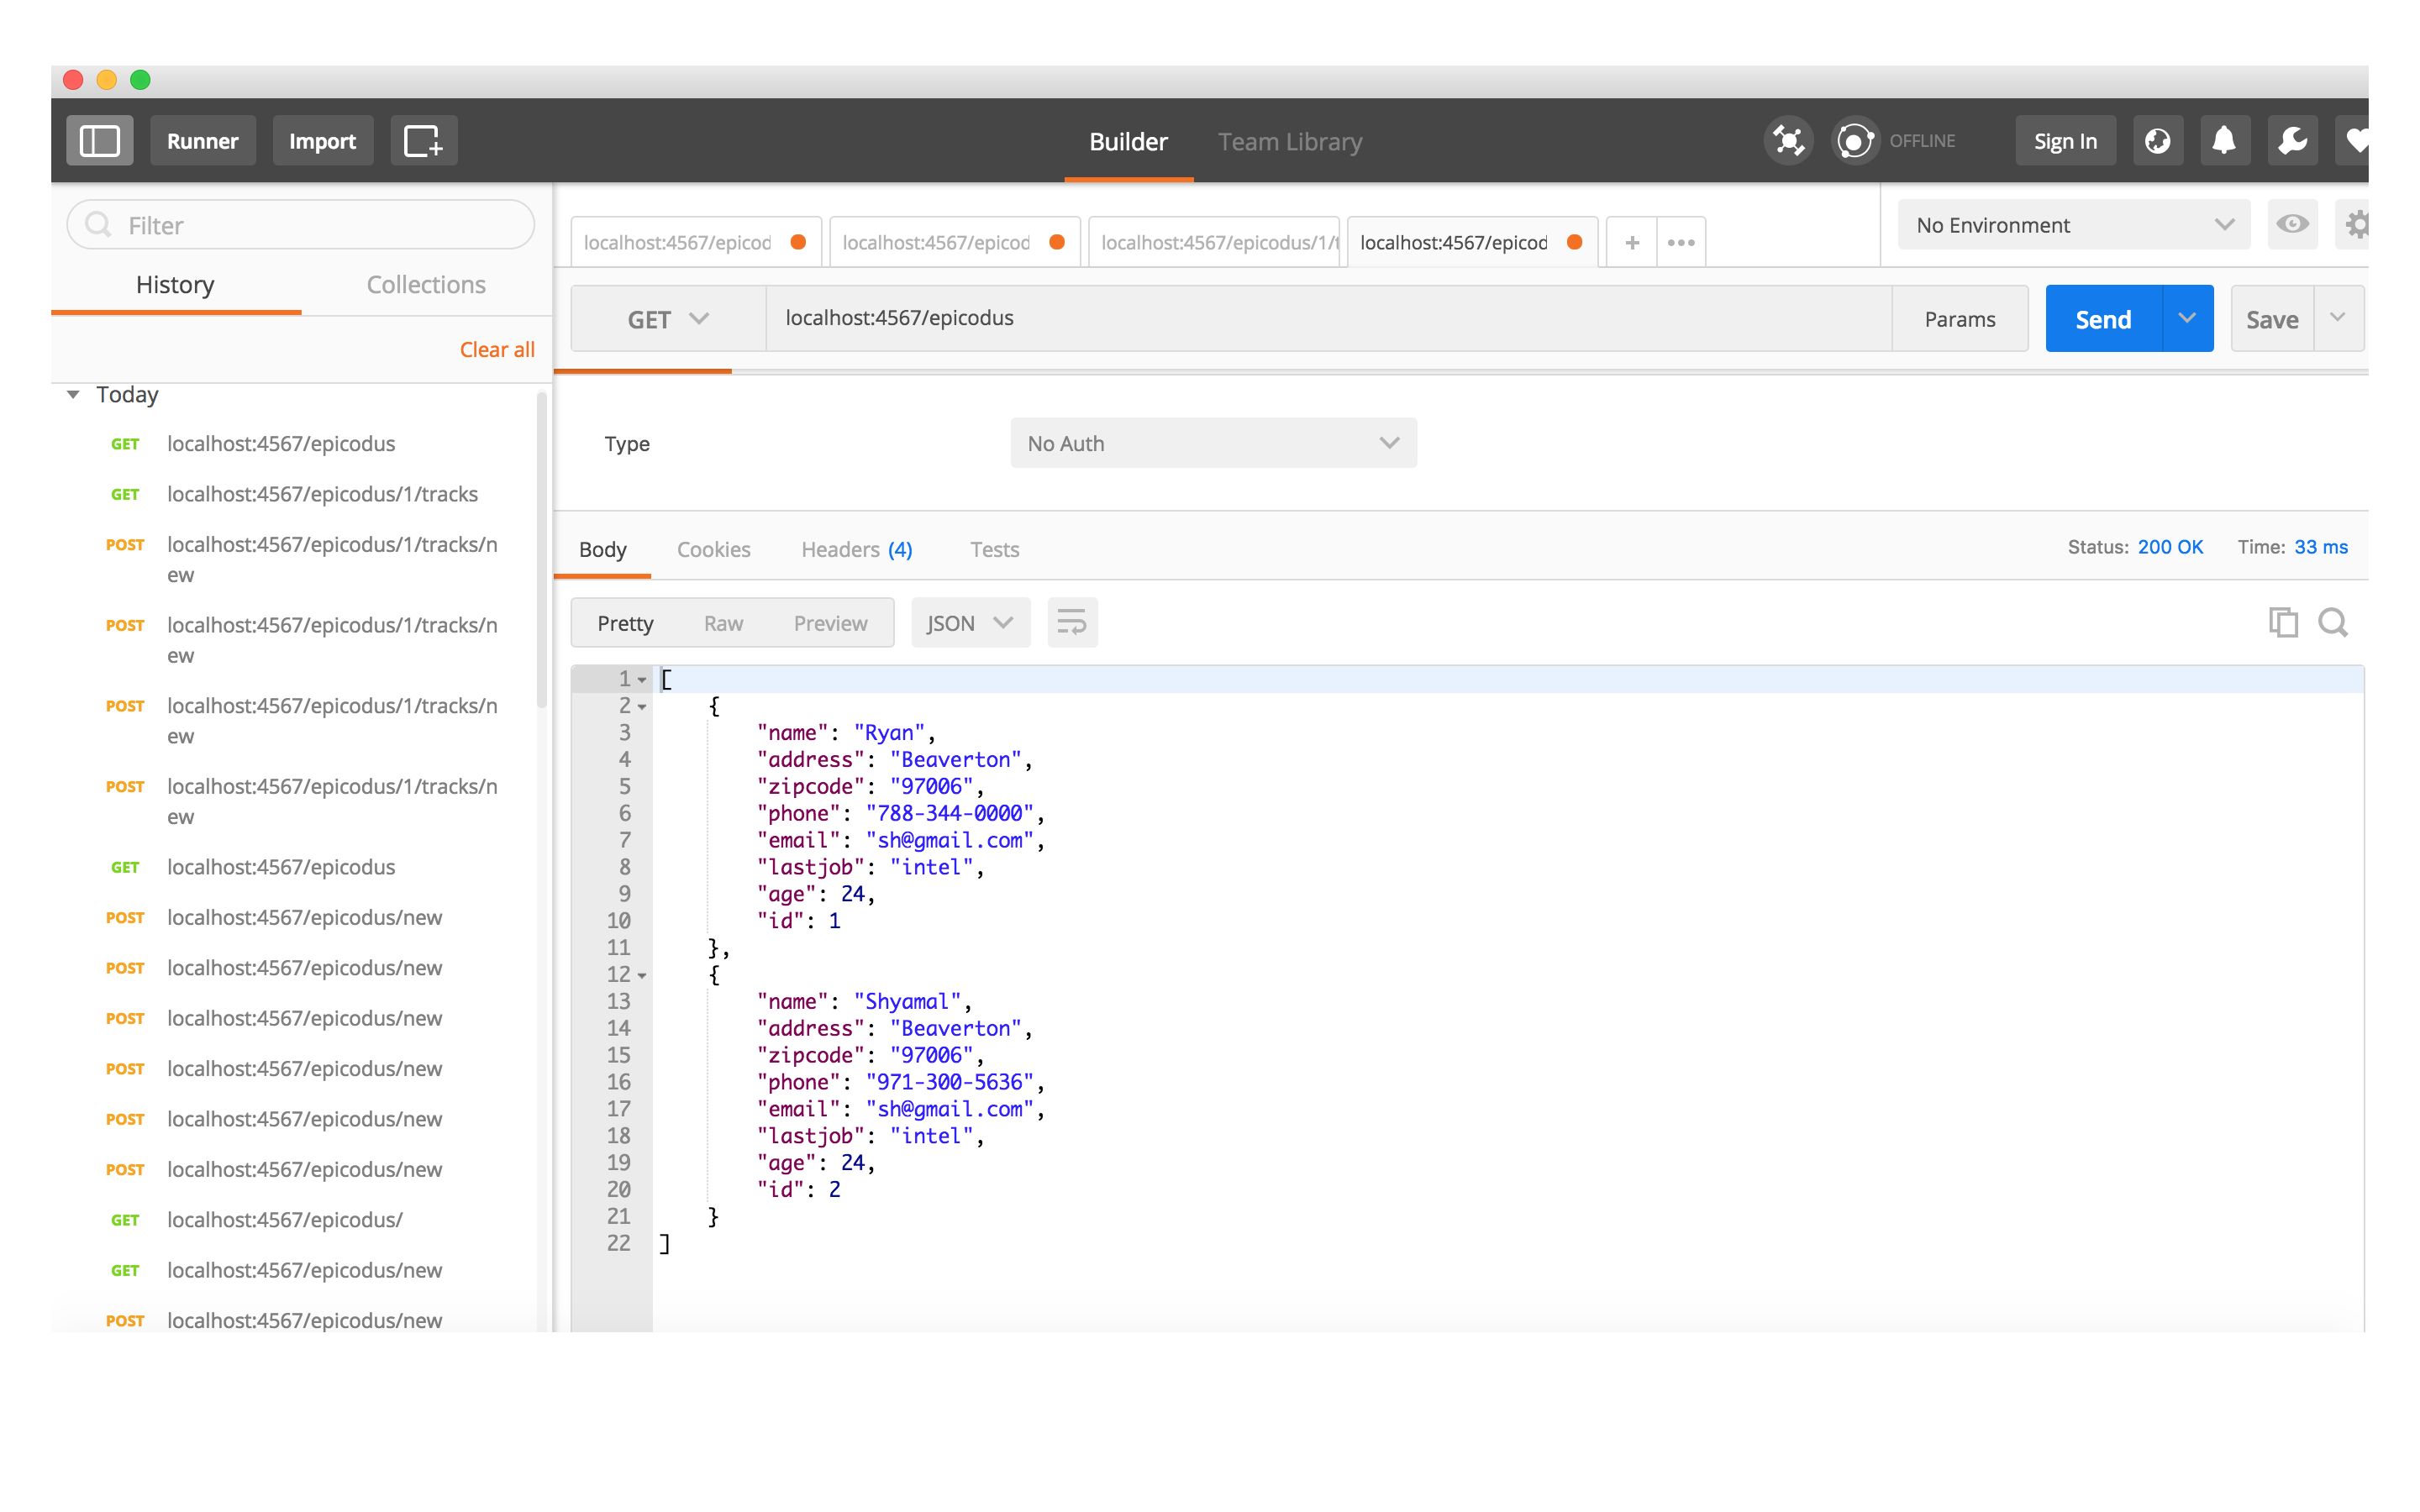 Runner
Import
Builder
Team Library
OFFLINE
Sign In
Filter
History
Collections
Clear all
Today
GET localhost:4567/epicodus
GET localhost:4567/epicodus/1/tracks
POST localhost:4567/epicodus/1/tracks/n
ew
POST localhost:4567/epicodus/1/tracks/n
ew
POST localhost:4567/epicodus/1/tracks/n
ew
POST localhost:4567/epicodus/1/tracks/n
ew
GET localhost:4567/epicodus
POST localhost:4567/epicodus/new
POST localhost:4567/epicodus/new
POST localhost:4567/epicodus/new
POST localhost:4567/epicodus/new
POST localhost:4567/epicodus/new
POST localhost:4567/epicodus/new
GET localhost:4567/epicodus/
GET localhost:4567/epicodus/new
POST localhost:4567/epicodus/new
localhost:4567/epicod
localhost:4567/epicod
localhost:4567/epicodus/1/t
localhost:4567/epicod
+
No Environment
GET
localhost:4567/epicodus
Params
Send
Save
Type
No Auth
Body
Cookies
Headers (4)
Tests
Status: 200 OK
Time: 33 ms
Pretty
Raw
Preview
JSON
1 [
2 {
3 "name": "Ryan",
4 "address": "Beaverton",
5 "zipcode": "97006",
6 "phone": "788-344-0000",
7 "email": "sh@gmail.com",
8 "lastjob": "intel",
9 "age": 24,
10 "id": 1
11 },
12 {
13 "name": "Shyamal",
14 "address": "Beaverton",
15 "zipcode": "97006",
16 "phone": "971-300-5636",
17 "email": "sh@gmail.com",
18 "lastjob": "intel",
19 "age": 24,
20 "id": 2
21 }
22 ]